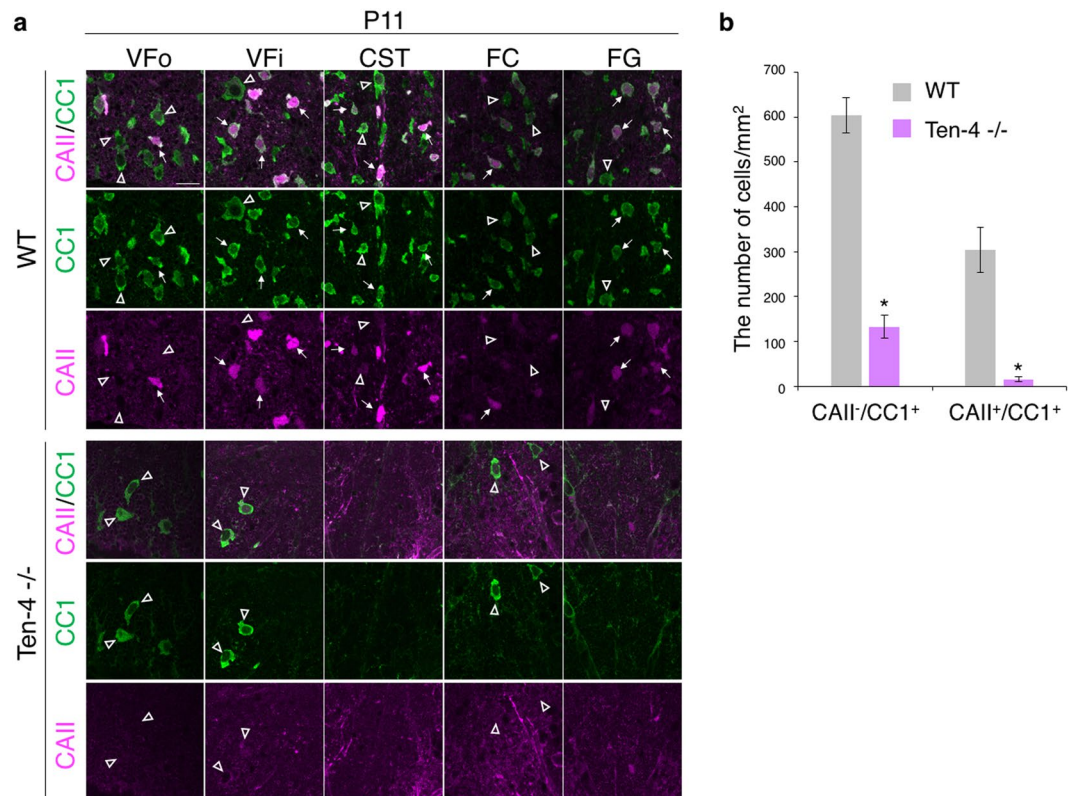 a
P11
VFo VFi CST FC FG
WT
CAII/CC1
CC1
CAII
Ten-4 -/-
CAII/CC1
CC1
CAII
b
The number of cells/mm²
700
600
500
400
300
200
100
0
WT
Ten-4 -/-
*
*
CAII⁻/CC1⁺ CAII⁺/CC1⁺